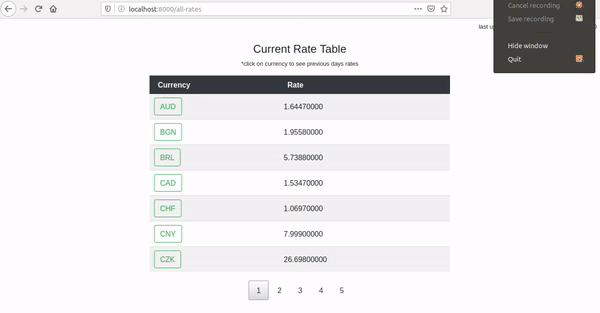 localhost:8000/all-rates
Cancel recording
Save recording
Hide window
Quit
last up
Current Rate Table
*click on currency to see previous days rates
Currency Rate
AUD 1.64470000
BGN 1.95580000
BRL 5.73880000
CAD 1.53470000
CHF 1.06970000
CNY 7.99900000
CZK 26.69800000
1 2 3 4 5